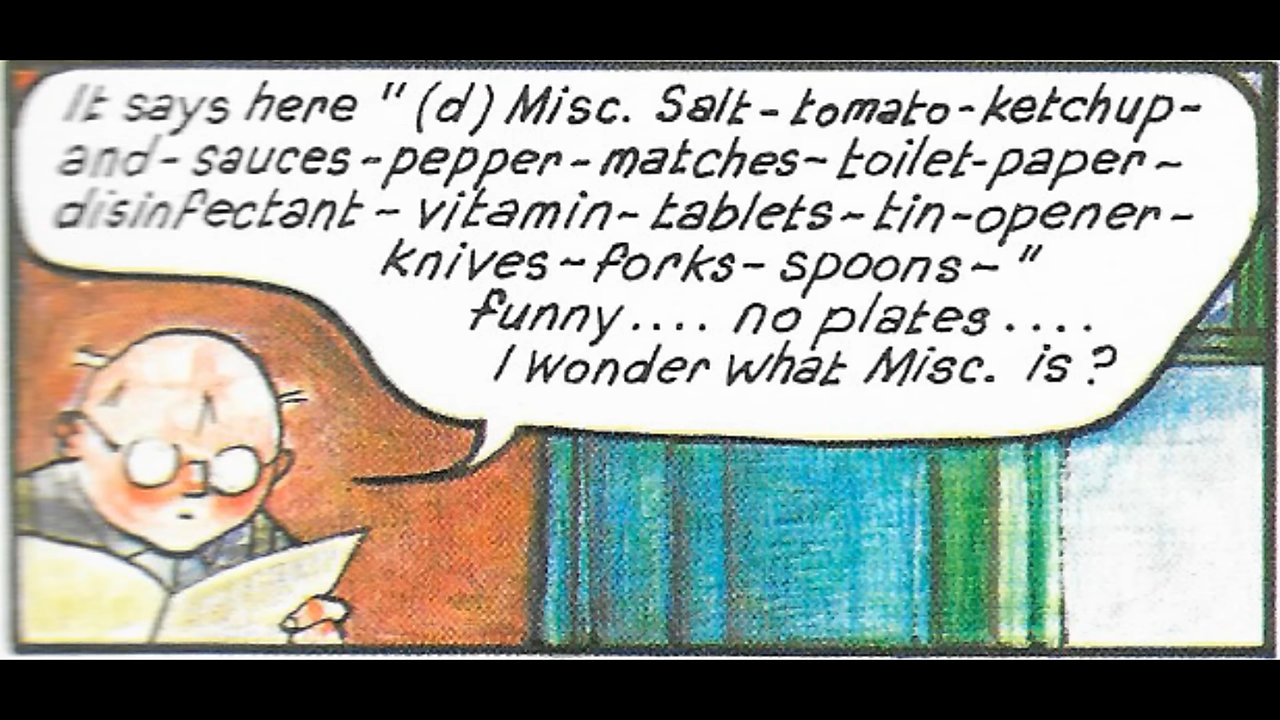 It says here "(d) Misc. Salt-tomato-ketchup-
and-sauces-pepper-matches-toilet-paper-
disinfectant-vitamin-tablets-tin-opener-
knives-forks-spoons-"
funny.... no plates....
I wonder what Misc. is?